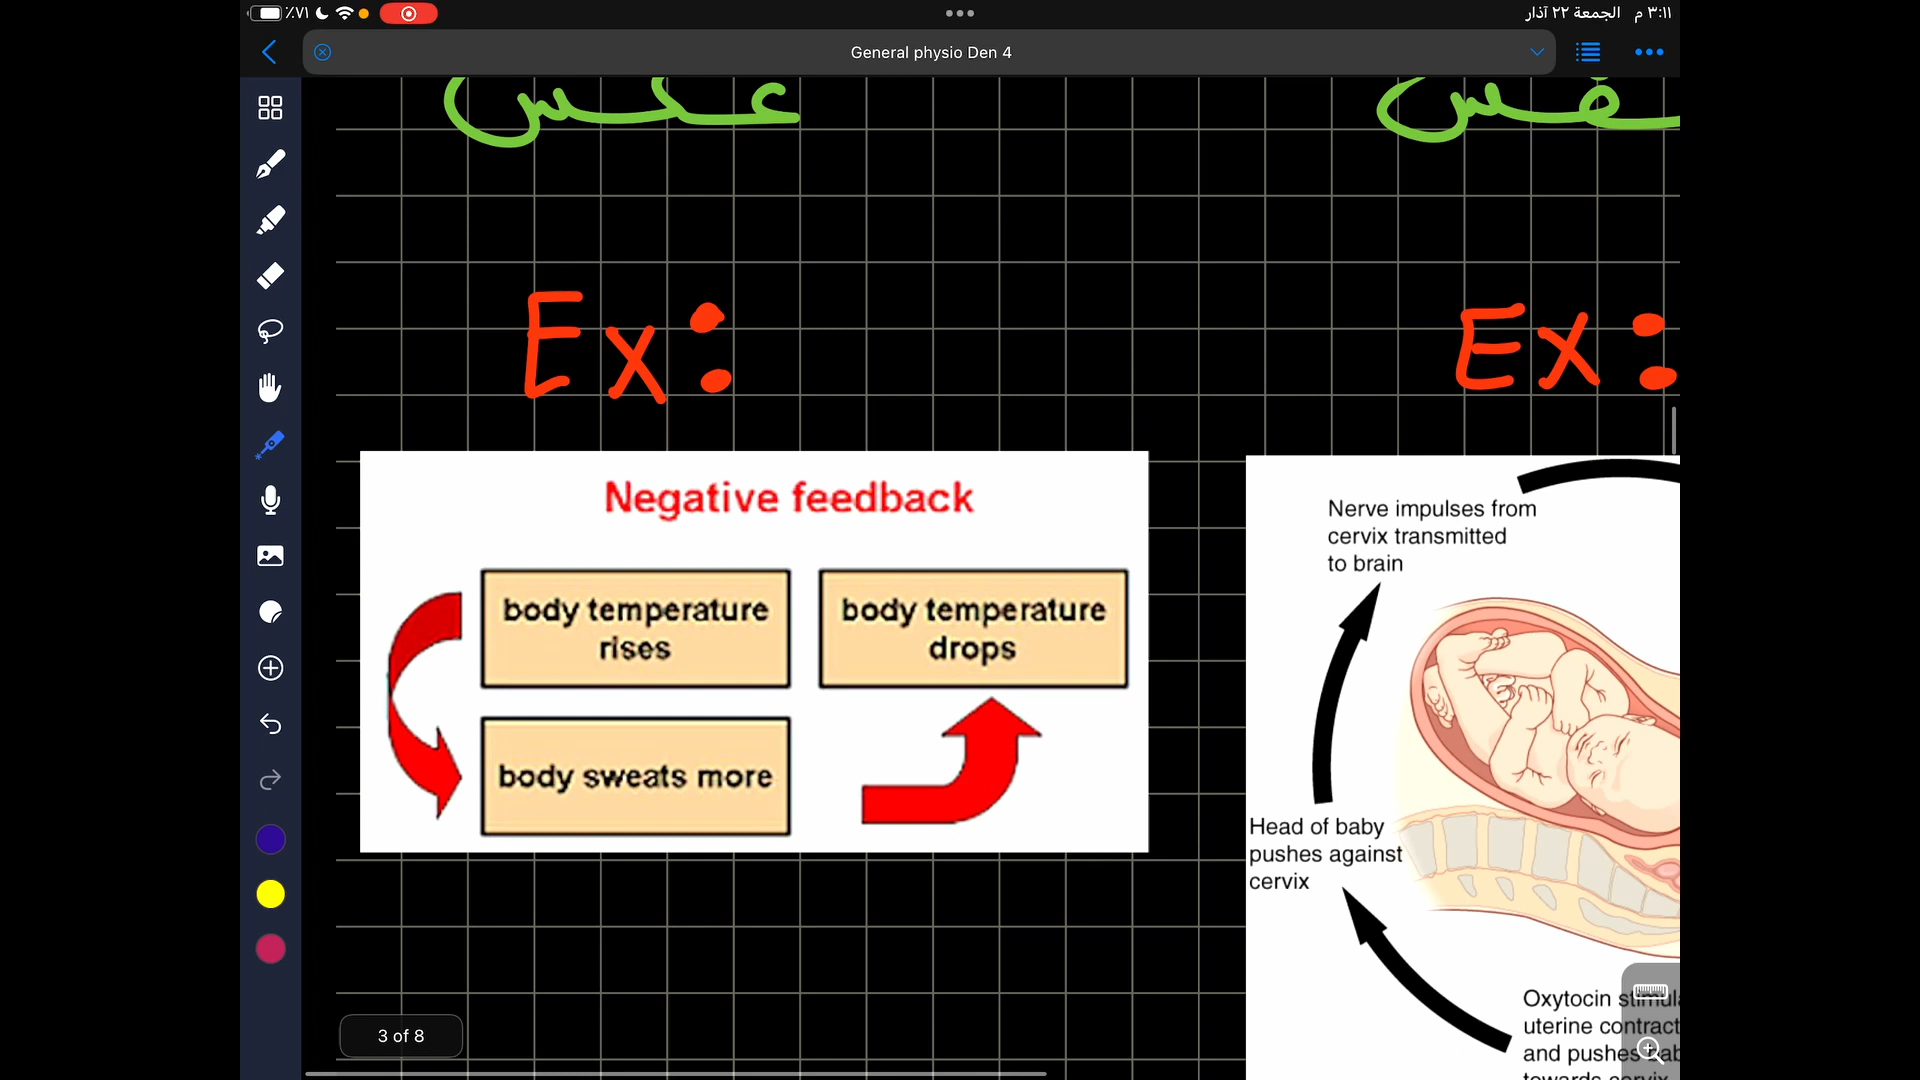 ٪٧١
الجمعة ٢٢ آذار ٣:١١ م
General physio Den 4
عكس
نفس
Ex:
Ex:
Negative feedback
body temperature
rises
body temperature
drops
body sweats more
Nerve impulses from
cervix transmitted
to brain
Head of baby
pushes against
cervix
Oxytocin
uterine
and pushes
towards cervix
3 of 8